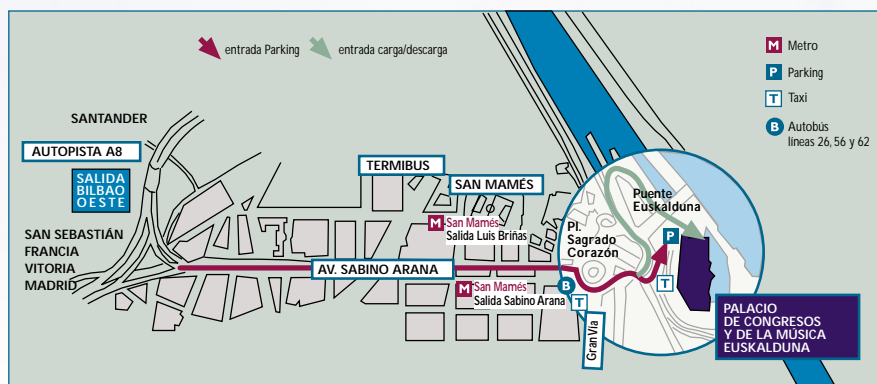 entrada Parking
entrada carga/descarga
M Metro
P Parking
T Taxi
B Autobús
líneas 26, 56 y 62
SANTANDER
AUTOPISTA A8
SALIDA
BILBAO
OESTE
SAN SEBASTIÁN
FRANCIA
VITORIA
MADRID
TERMIBUS
SAN MAMÉS
M San Mamés
Salida Luis Briñas
AV. SABINO ARANA
M San Mamés
Salida Sabino Arana
B
T
Gran Vía
Pl.
Sagrado
Corazón
Puente
Euskalduna
P
T
PALACIO
DE CONGRESOS
Y DE LA MÚSICA
EUSKALDUNA